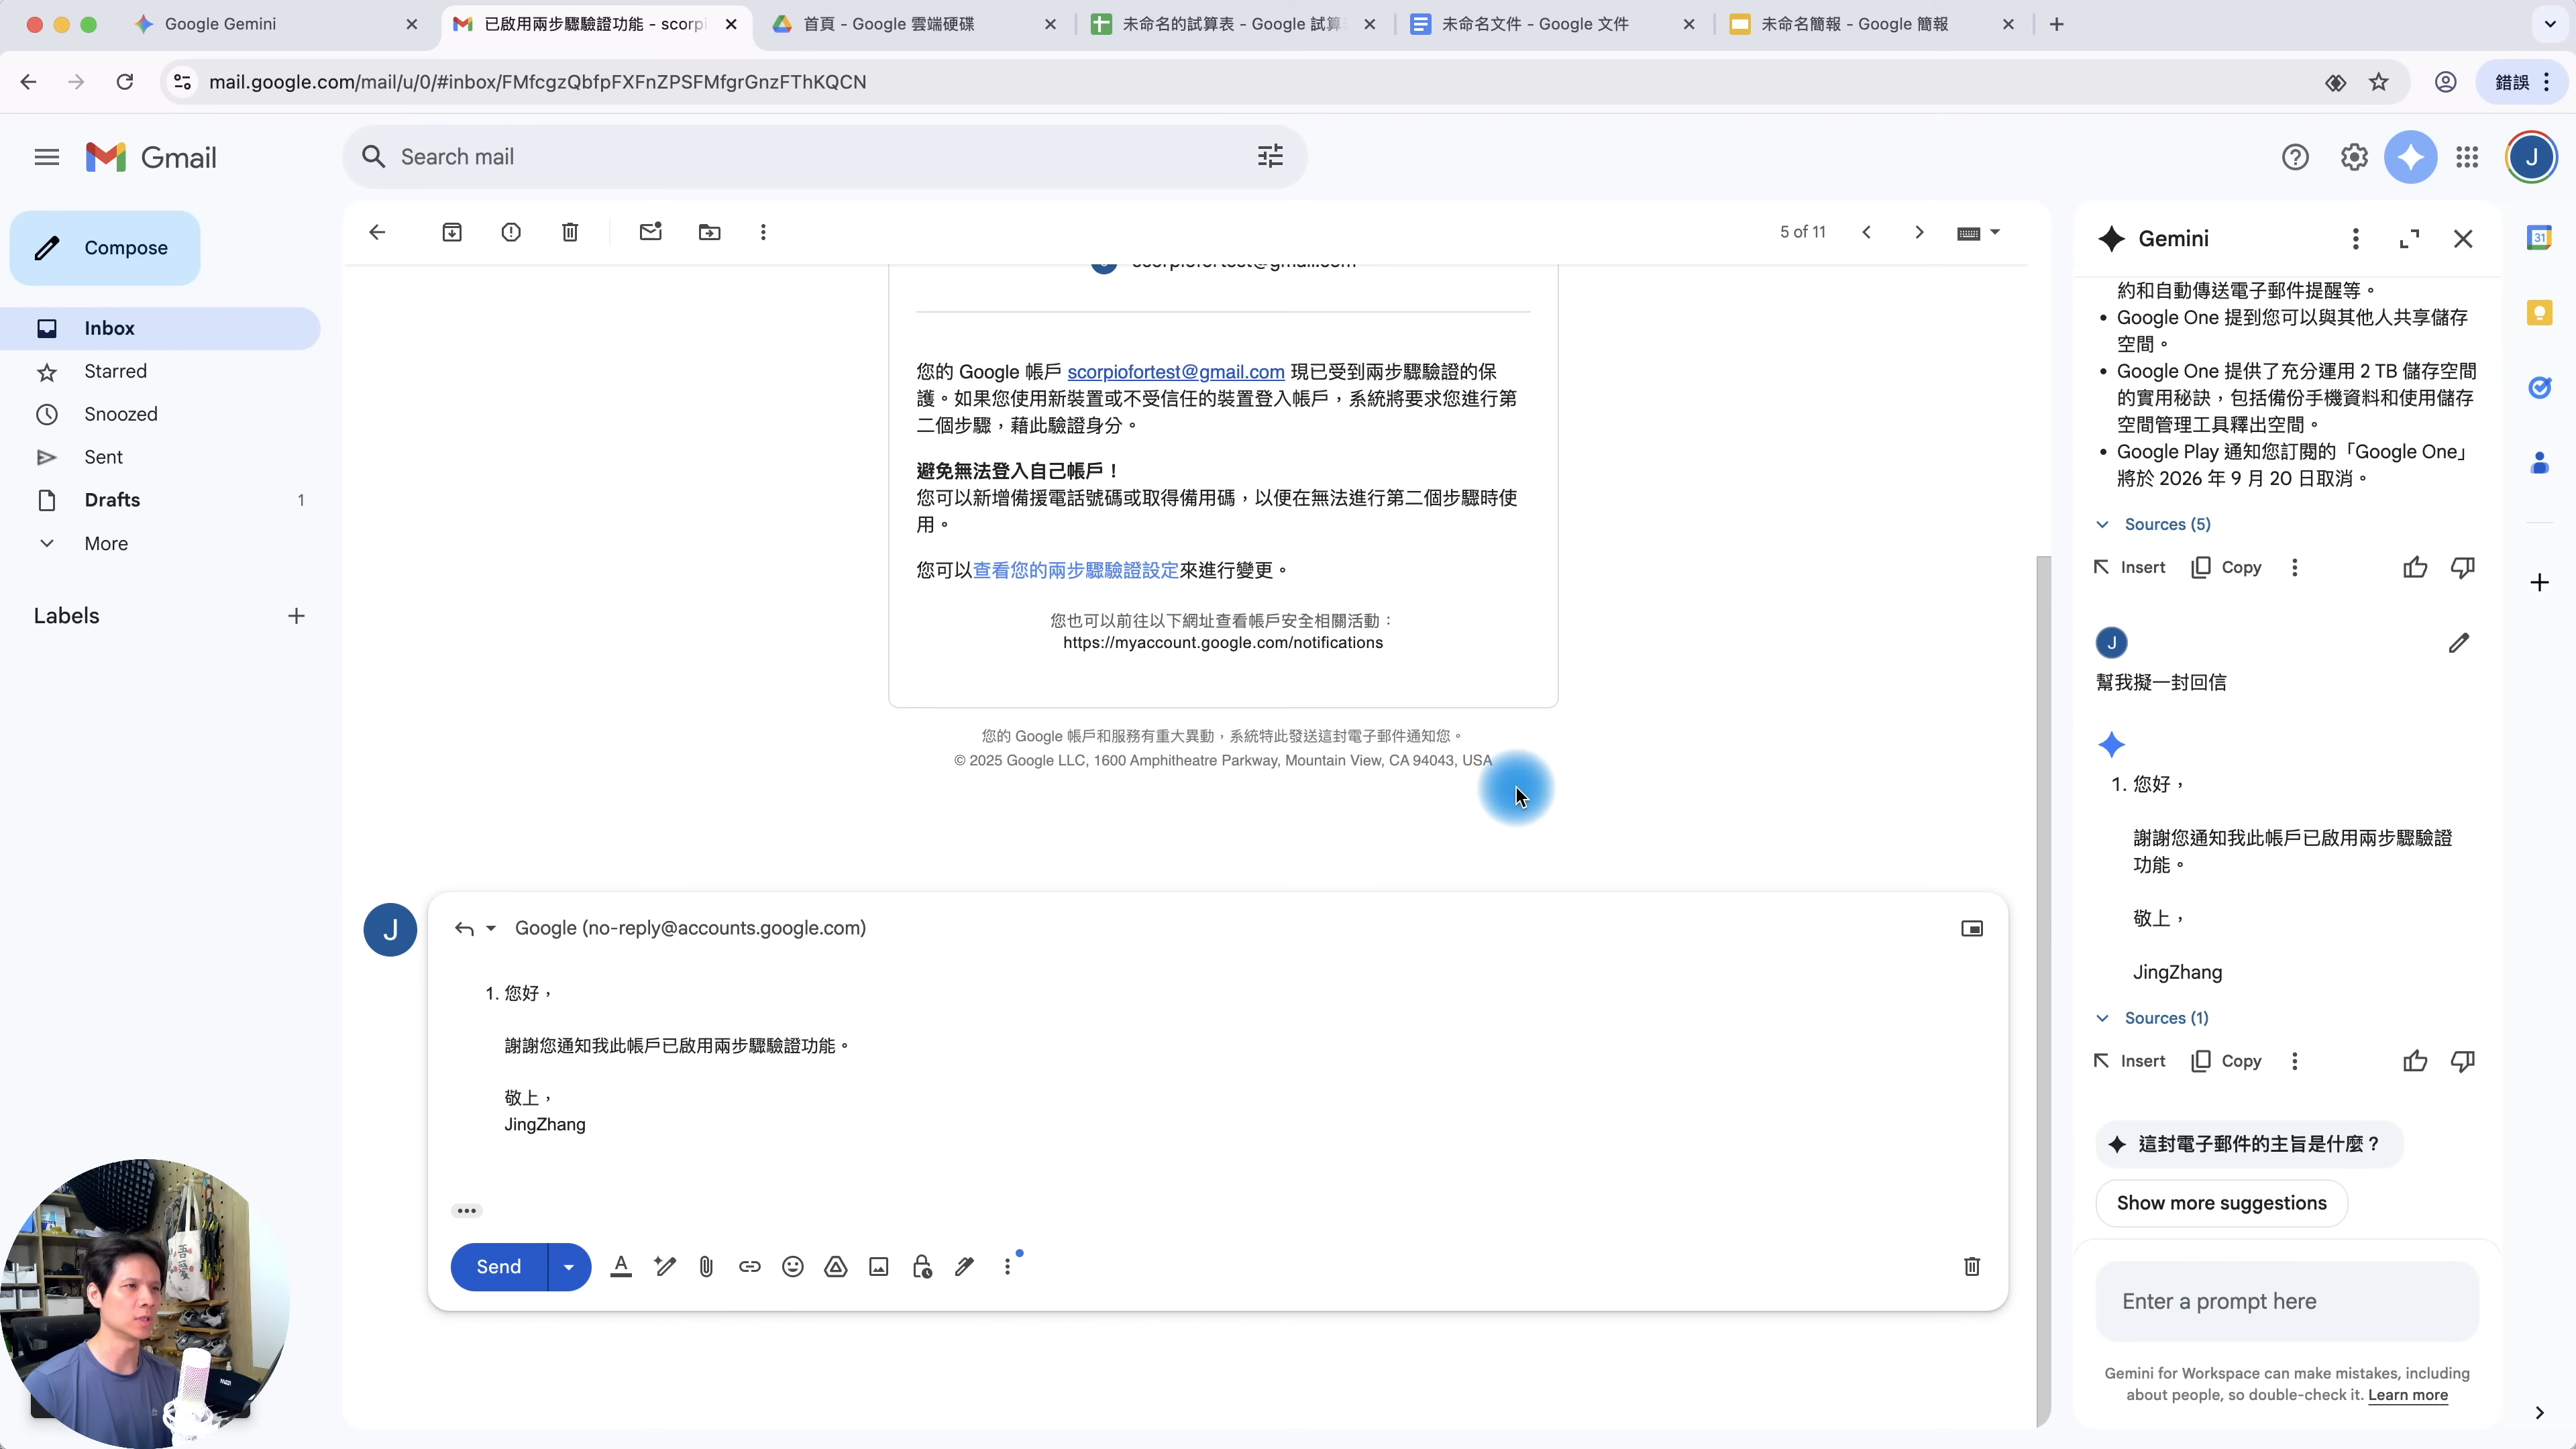 Google Gemini
已啟用兩步驟驗證功能 - scorpi
首頁 - Google 雲端硬碟
未命名的試算表 - Google 試算
未命名文件 - Google 文件
未命名簡報 - Google 簡報
mail.google.com/mail/u/0/#inbox/FMfcgzQbfpFXFnZPSFMfgrGnzFThKQCN
錯誤
Gmail
Search mail
J
Compose
Inbox
Starred
Snoozed
Sent
Drafts 1
More
Labels
5 of 11
scorpiofortest@gmail.com
您的 Google 帳戶 scorpiofortest@gmail.com 現已受到兩步驟驗證的保
護。如果您使用新裝置或不受信任的裝置登入帳戶，系統將要求您進行第
二個步驟，藉此驗證身分。
避免無法登入自己帳戶！
您可以新增備援電話號碼或取得備用碼，以便在無法進行第二個步驟時使
用。
您可以查看您的兩步驟驗證設定來進行變更。
您也可以前往以下網址查看帳戶安全相關活動：
https://myaccount.google.com/notifications
您的 Google 帳戶和服務有重大異動，系統特此發送這封電子郵件通知您。
© 2025 Google LLC, 1600 Amphitheatre Parkway, Mountain View, CA 94043, USA
J
Google (no-reply@accounts.google.com)
1. 您好，
謝謝您通知我此帳戶已啟用兩步驟驗證功能。
敬上，
JingZhang
Send
Gemini
約和自動傳送電子郵件提醒等。
• Google One 提到您可以與其他人共享儲存
空間。
• Google One 提供了充分運用 2 TB 儲存空間
的實用秘訣，包括備份手機資料和使用儲存
空間管理工具釋出空間。
• Google Play 通知您訂閱的「Google One」
將於 2026 年 9 月 20 日取消。
Sources (5)
Insert
Copy
J
幫我擬一封回信
1. 您好，
謝謝您通知我此帳戶已啟用兩步驟驗證
功能。
敬上，
JingZhang
Sources (1)
Insert
Copy
這封電子郵件的主旨是什麼？
Show more suggestions
Enter a prompt here
Gemini for Workspace can make mistakes, including
about people, so double-check it. Learn more
31